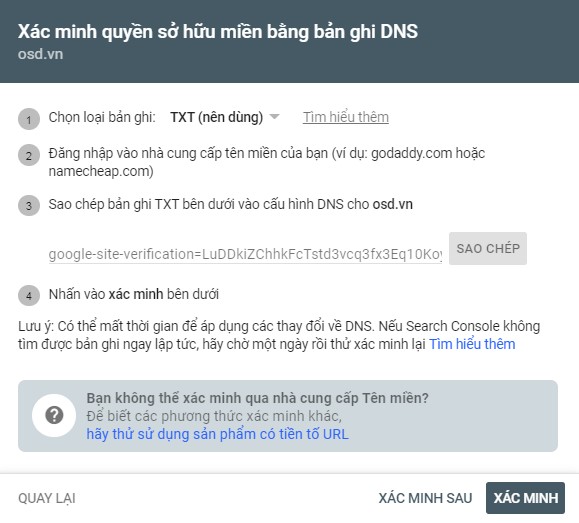 Xác minh quyền sở hữu miền bằng bản ghi DNS
osd.vn
1 Chọn loại bản ghi: TXT (nên dùng) Tìm hiểu thêm
2 Đăng nhập vào nhà cung cấp tên miền của bạn (ví dụ: godaddy.com hoặc
namecheap.com)
3 Sao chép bản ghi TXT bên dưới vào cấu hình DNS cho osd.vn
google-site-verification=LuDDkiZChhkFcTstd3vcq3fx3Eq10Koy SAO CHÉP
4 Nhấn vào xác minh bên dưới
Lưu ý: Có thể mất thời gian để áp dụng các thay đổi về DNS. Nếu Search Console không
tìm được bản ghi ngay lập tức, hãy chờ một ngày rồi thử xác minh lại Tìm hiểu thêm
? Bạn không thể xác minh qua nhà cung cấp Tên miền?
Để biết các phương thức xác minh khác,
hãy thử sử dụng sản phẩm có tiền tố URL
QUAY LẠI XÁC MINH SAU XÁC MINH